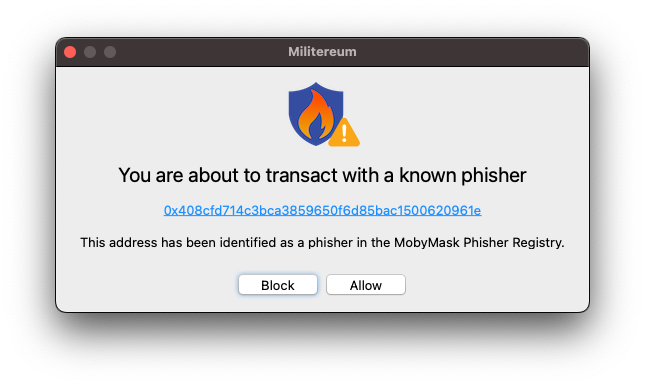 Militereum
You are about to transact with a known phisher
0x408cfd714c3bca3859650f6d85bac1500620961e
This address has been identified as a phisher in the MobyMask Phisher Registry.
Block
Allow